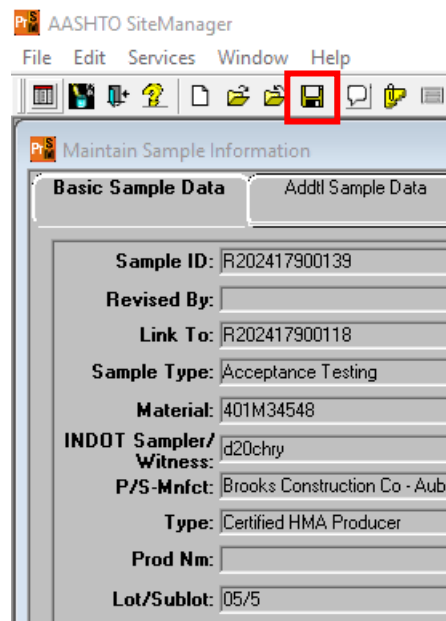 AASHTO SiteManager
File Edit Services Window Help
Maintain Sample Information
Basic Sample Data Addtl Sample Data
Sample ID: R202417900139
Revised By:
Link To: R202417900118
Sample Type: Acceptance Testing
Material: 401M34548
INDOT Sampler/
Witness: d20chry
P/S-Mnfct: Brooks Construction Co - Aub
Type: Certified HMA Producer
Prod Nm:
Lot/Sublot: 05/5